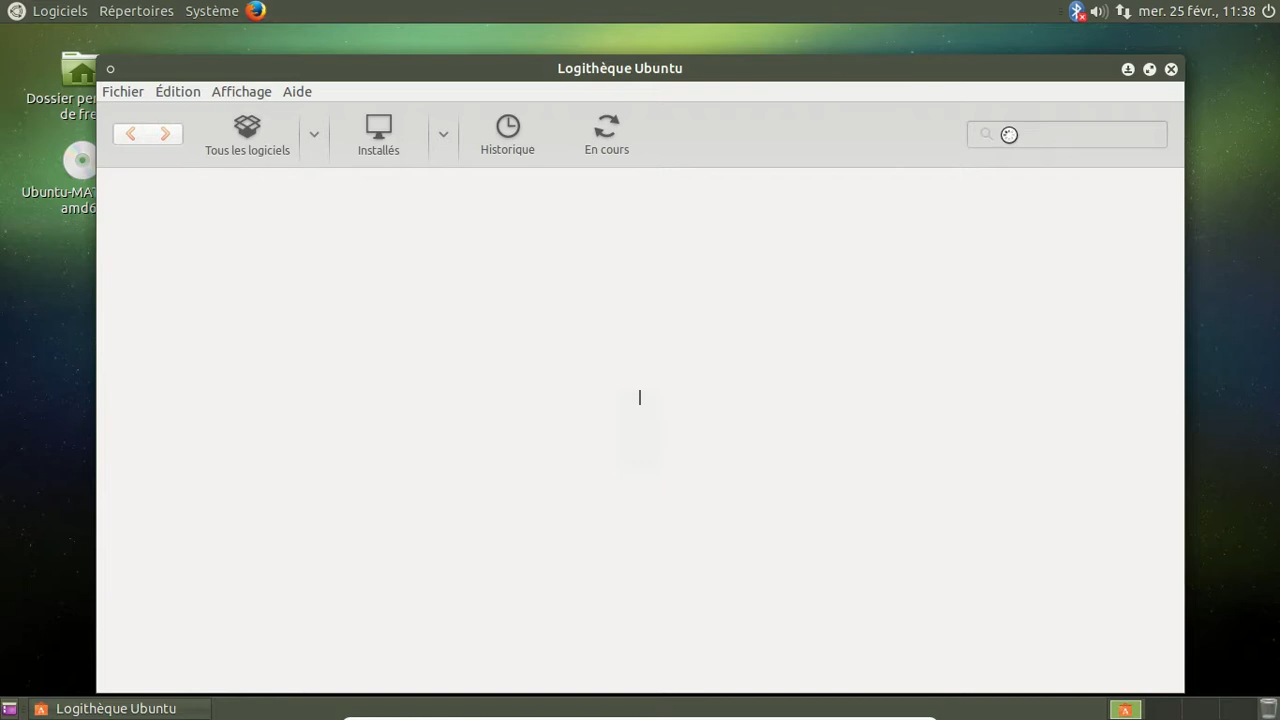 Logiciels Répertoires Système mer. 25 févr., 11:38
Logithèque Ubuntu
Dossier per
de fre
Fichier Édition Affichage Aide
Tous les logiciels Installés Historique En cours
Ubuntu-MA
amd6
Logithèque Ubuntu